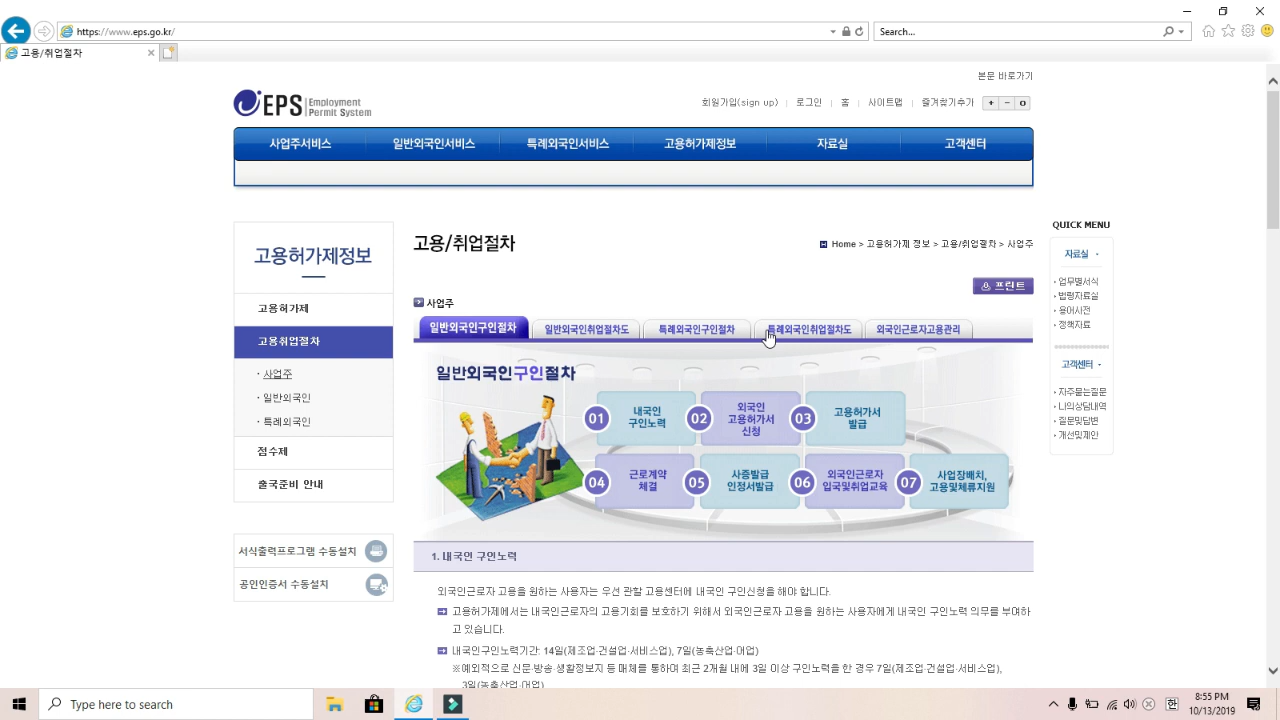 https://www.eps.go.kr/
Search...
고용/취업절차
본문 바로가기
EPS Employment Permit System
회원가입(sign up) | 로그인 | 홈 | 사이트맵 | 즐겨찾기추가 + - 0
사업주서비스 일반외국인서비스 특례외국인서비스 고용허가제정보 자료실 고객센터
고용허가제정보
고용허가제
고용취업절차
· 사업주
· 일반외국인
· 특례외국인
점수제
출국준비 안내
서식출력프로그램 수동설치
공인인증서 수동설치
고용/취업절차
Home > 고용허가제 정보 > 고용/취업절차 > 사업주
프린트
사업주
일반외국인구인절차 일반외국인취업절차도 특례외국인구인절차 특례외국인취업절차도 외국인근로자고용관리
일반외국인구인절차
01 내국인 구인노력
02 외국인 고용허가서 신청
03 고용허가서 발급
04 근로계약 체결
05 사증발급 인정서발급
06 외국인근로자 입국및취업교육
07 사업장배치, 고용및체류지원
1. 내국인 구인노력
외국인근로자 고용을 원하는 사용자는 우선 관할 고용센터에 내국인 구인신청을 해야 합니다.
고용허가제에서는 내국인근로자의 고용기회를 보호하기 위해서 외국인근로자 고용을 원하는 사용자에게 내국인 구인노력 의무를 부여하
고 있습니다.
내국인구인노력기간: 14일(제조업·건설업·서비스업), 7일(농축산업·어업)
※예외적으로 신문·방송·생활정보지 등 매체를 통하여 최근 2개월 내에 3일 이상 구인노력을 한 경우 7일(제조업·건설업·서비스업),
3일(농축산업·어업)
QUICK MENU
자료실
업무별서식
법령자료실
용어사전
정책자료
고객센터
자주묻는질문
나의상담내역
질문및답변
개선및제안
Type here to search
한
8:55 PM
10/13/2019